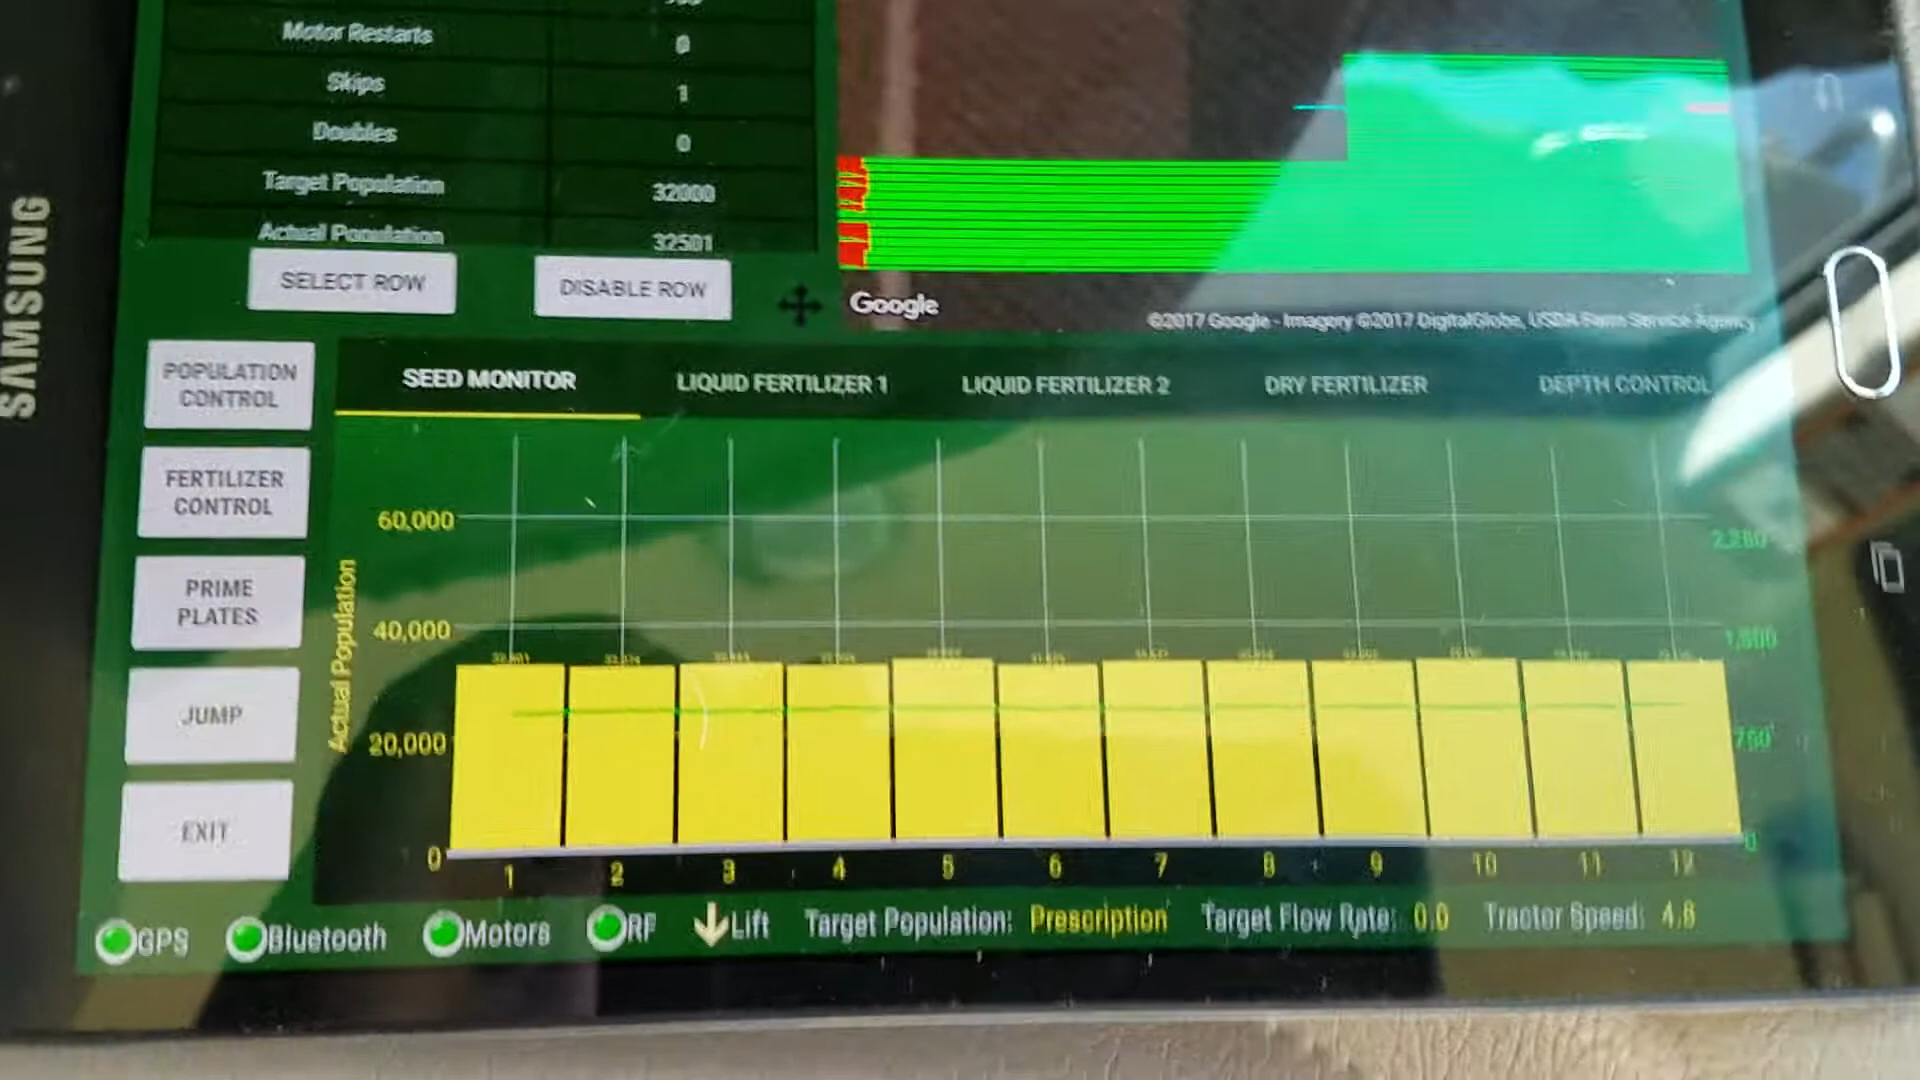 SAMSUNG
Motor Restarts 0
Skips 1
Doubles 0
Target Population 32000
Actual Population 32501
SELECT ROW
DISABLE ROW
Google
©2017 Google - Imagery ©2017 DigitalGlobe, USDA Farm Service Agency
POPULATION
CONTROL
FERTILIZER
CONTROL
PRIME
PLATES
JUMP
EXIT
SEED MONITOR
LIQUID FERTILIZER 1
LIQUID FERTILIZER 2
DRY FERTILIZER
DEPTH CONTROL
Actual Population
60,000
40,000
20,000
0
750
0
1 2 3 4 5 6 7 8 9 10 11 12
GPS
Bluetooth
Motors
RF
Lift
Target Population: Prescription
Target Flow Rate: 0.0
Tractor Speed: 4.8